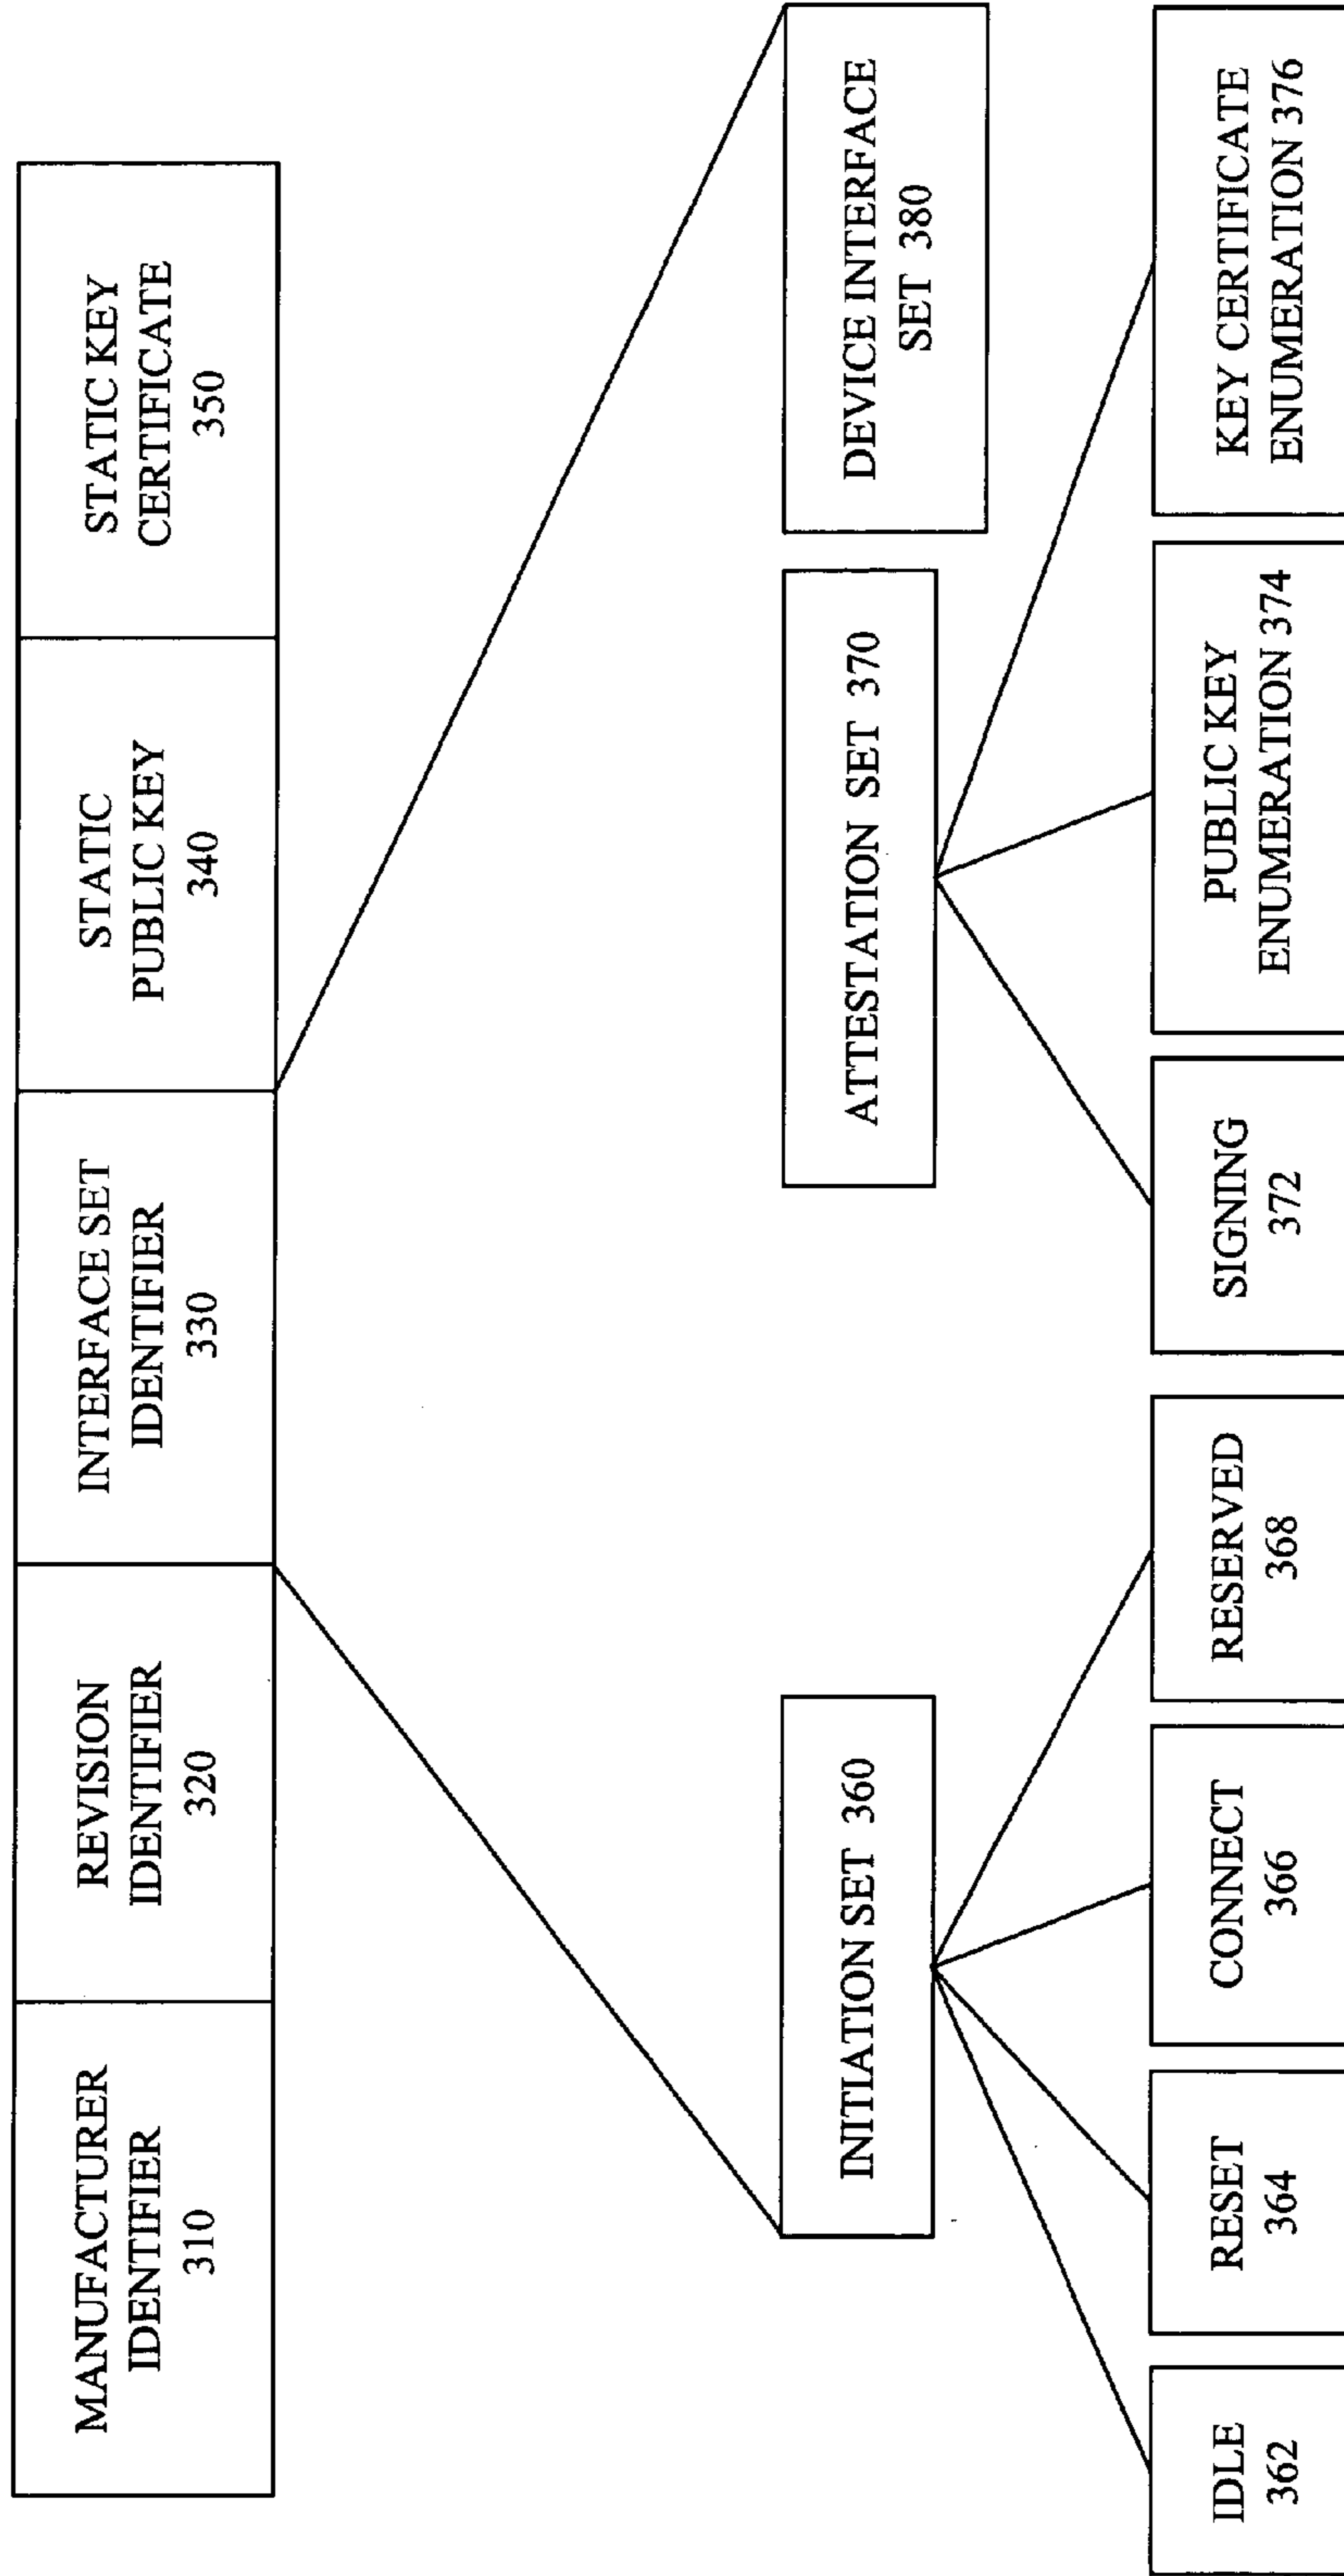 MANUFACTURER
IDENTIFIER
310
REVISION
IDENTIFIER
320
INTERFACE SET
IDENTIFIER
330
STATIC
PUBLIC KEY
340
STATIC KEY
CERTIFICATE
350
INITIATION SET 360
ATTESTATION SET 370
DEVICE INTERFACE
SET 380
IDLE
362
RESET
364
CONNECT
366
RESERVED
368
SIGNING
372
PUBLIC KEY
ENUMERATION 374
KEY CERTIFICATE
ENUMERATION 376